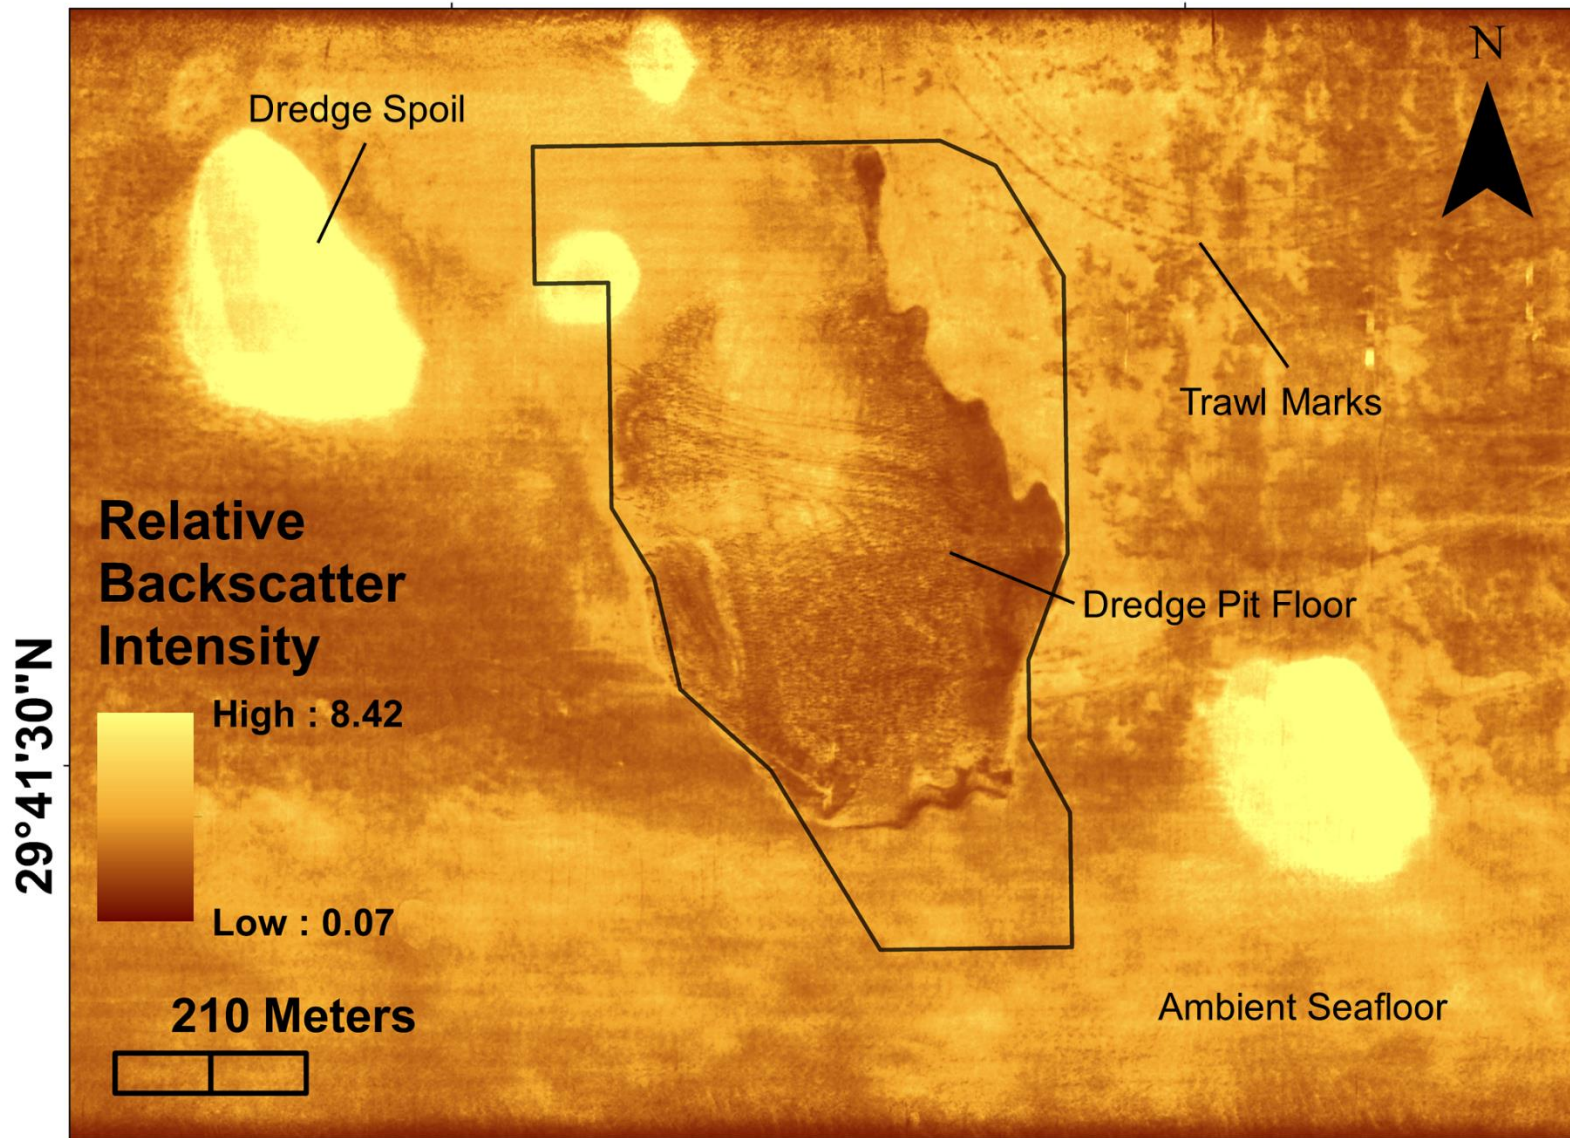 N
Dredge Spoil
Trawl Marks
Relative
Backscatter
Intensity
Dredge Pit Floor
High : 8.42
Low : 0.07
29°41'30"N
210 Meters
Ambient Seafloor